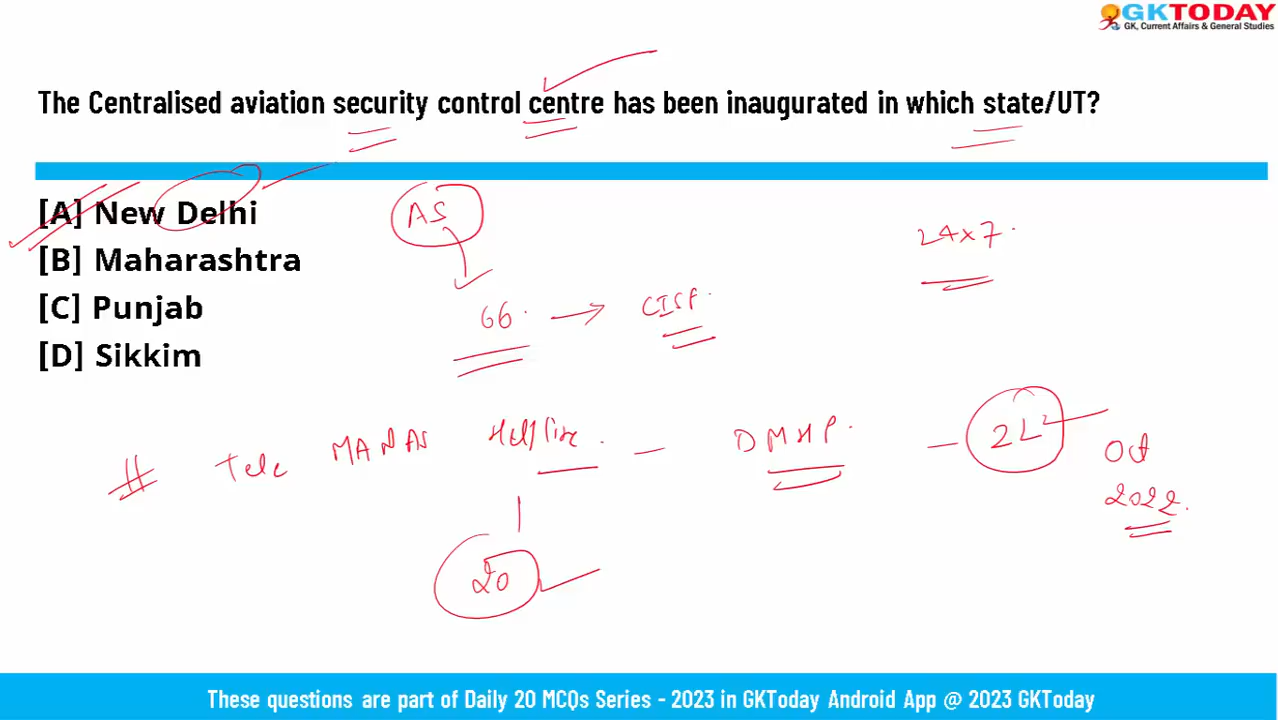 GKTODAY
GK, Current Affairs & General Studies
The Centralised aviation security control centre has been inaugurated in which state/UT?
[A] New Delhi
[B] Maharashtra
[C] Punjab
[D] Sikkim
AS
24x7
66 → CISF
# Tele MANAS Helpline - DMHP - 2L
Oct
2022
20
These questions are part of Daily 20 MCQs Series - 2023 in GKToday Android App @ 2023 GKToday